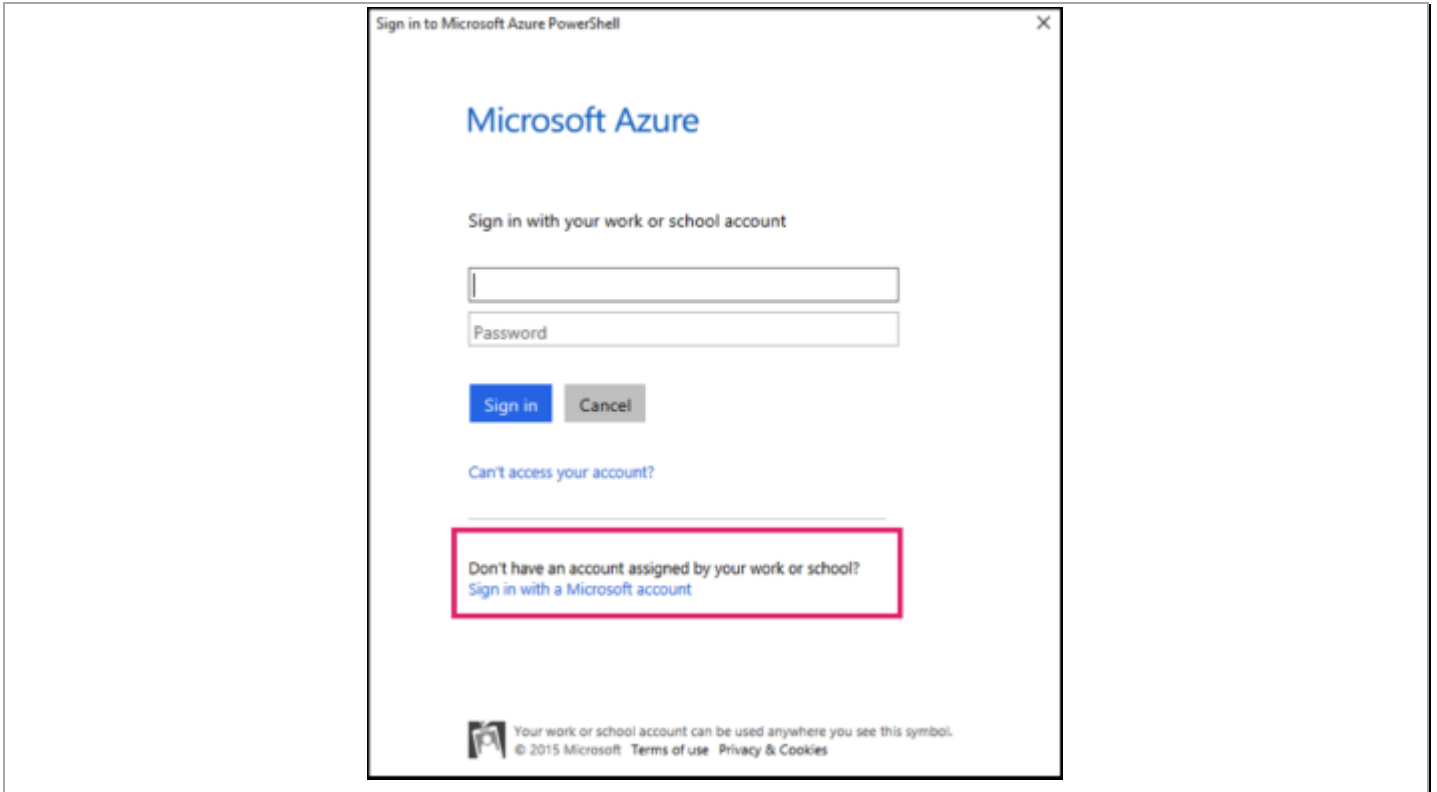 Sign in to Microsoft Azure PowerShell
Microsoft Azure
Sign in with your work or school account
Password
Sign in Cancel
Can't access your account?
Don't have an account assigned by your work or school?
Sign in with a Microsoft account
Your work or school account can be used anywhere you see this symbol.
© 2015 Microsoft Terms of use Privacy & Cookies